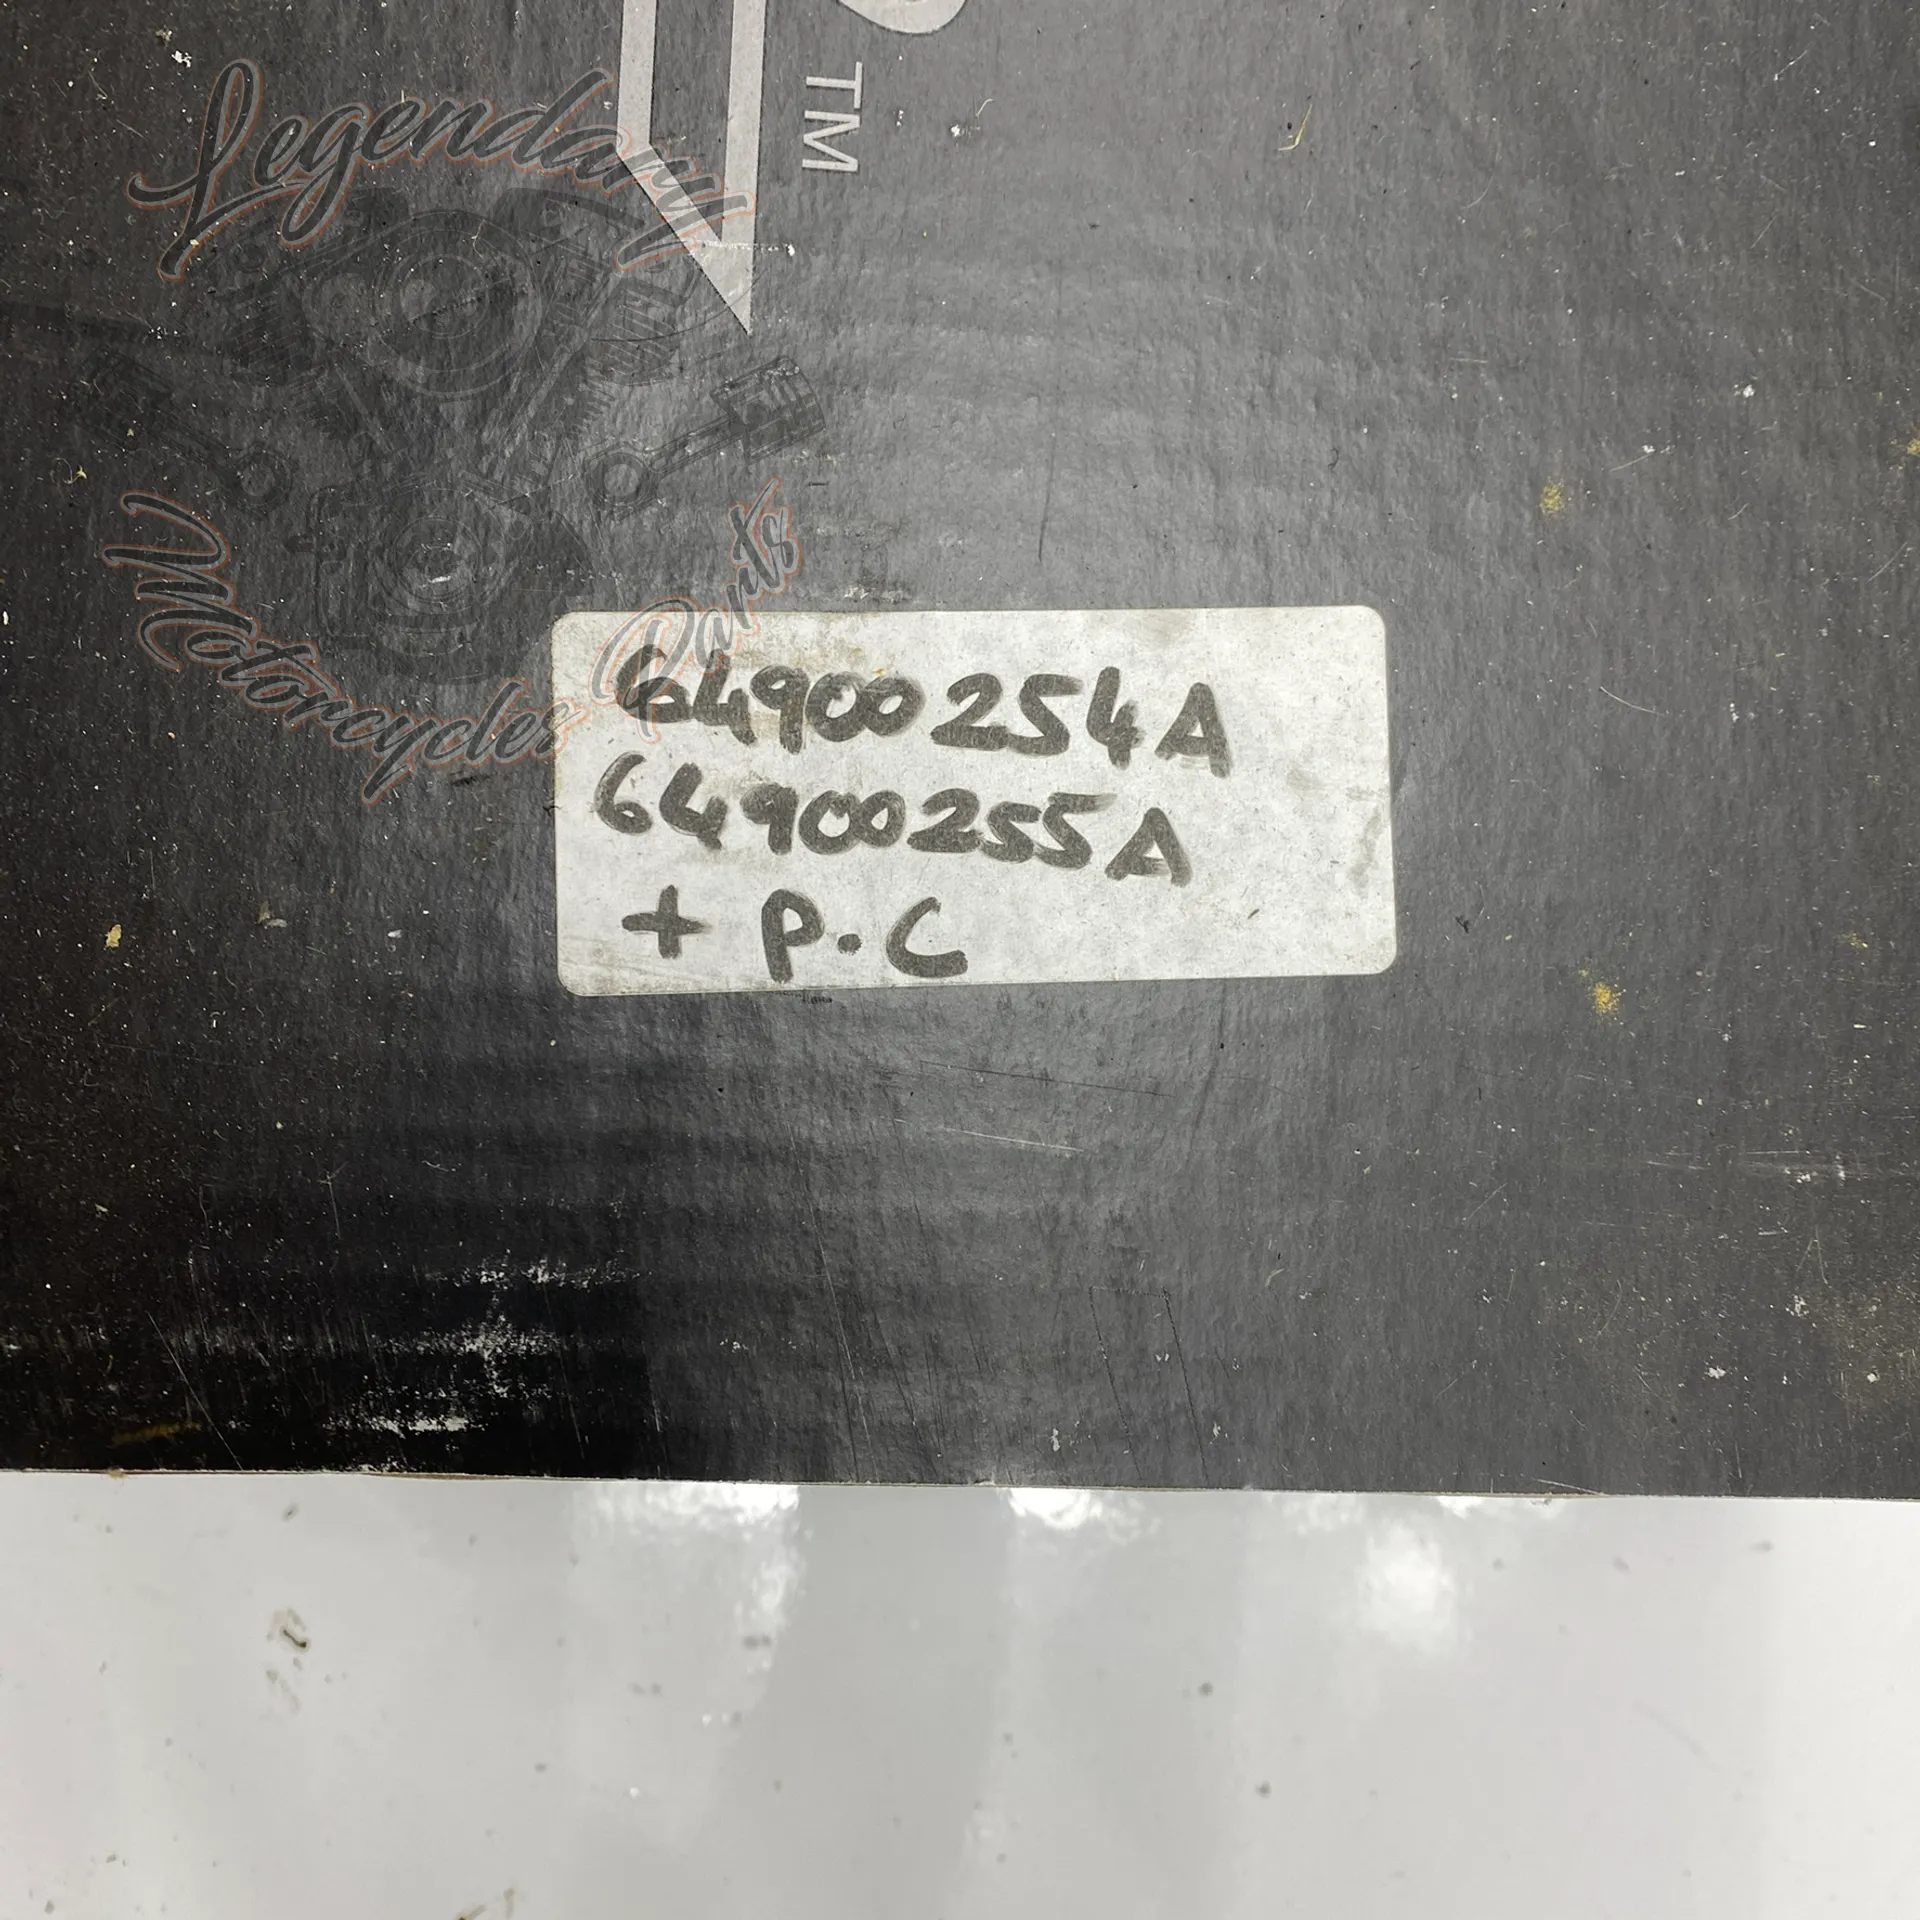 TM
Legendary
Motorcycles Parts
64900254A
64900255A
+ P.C